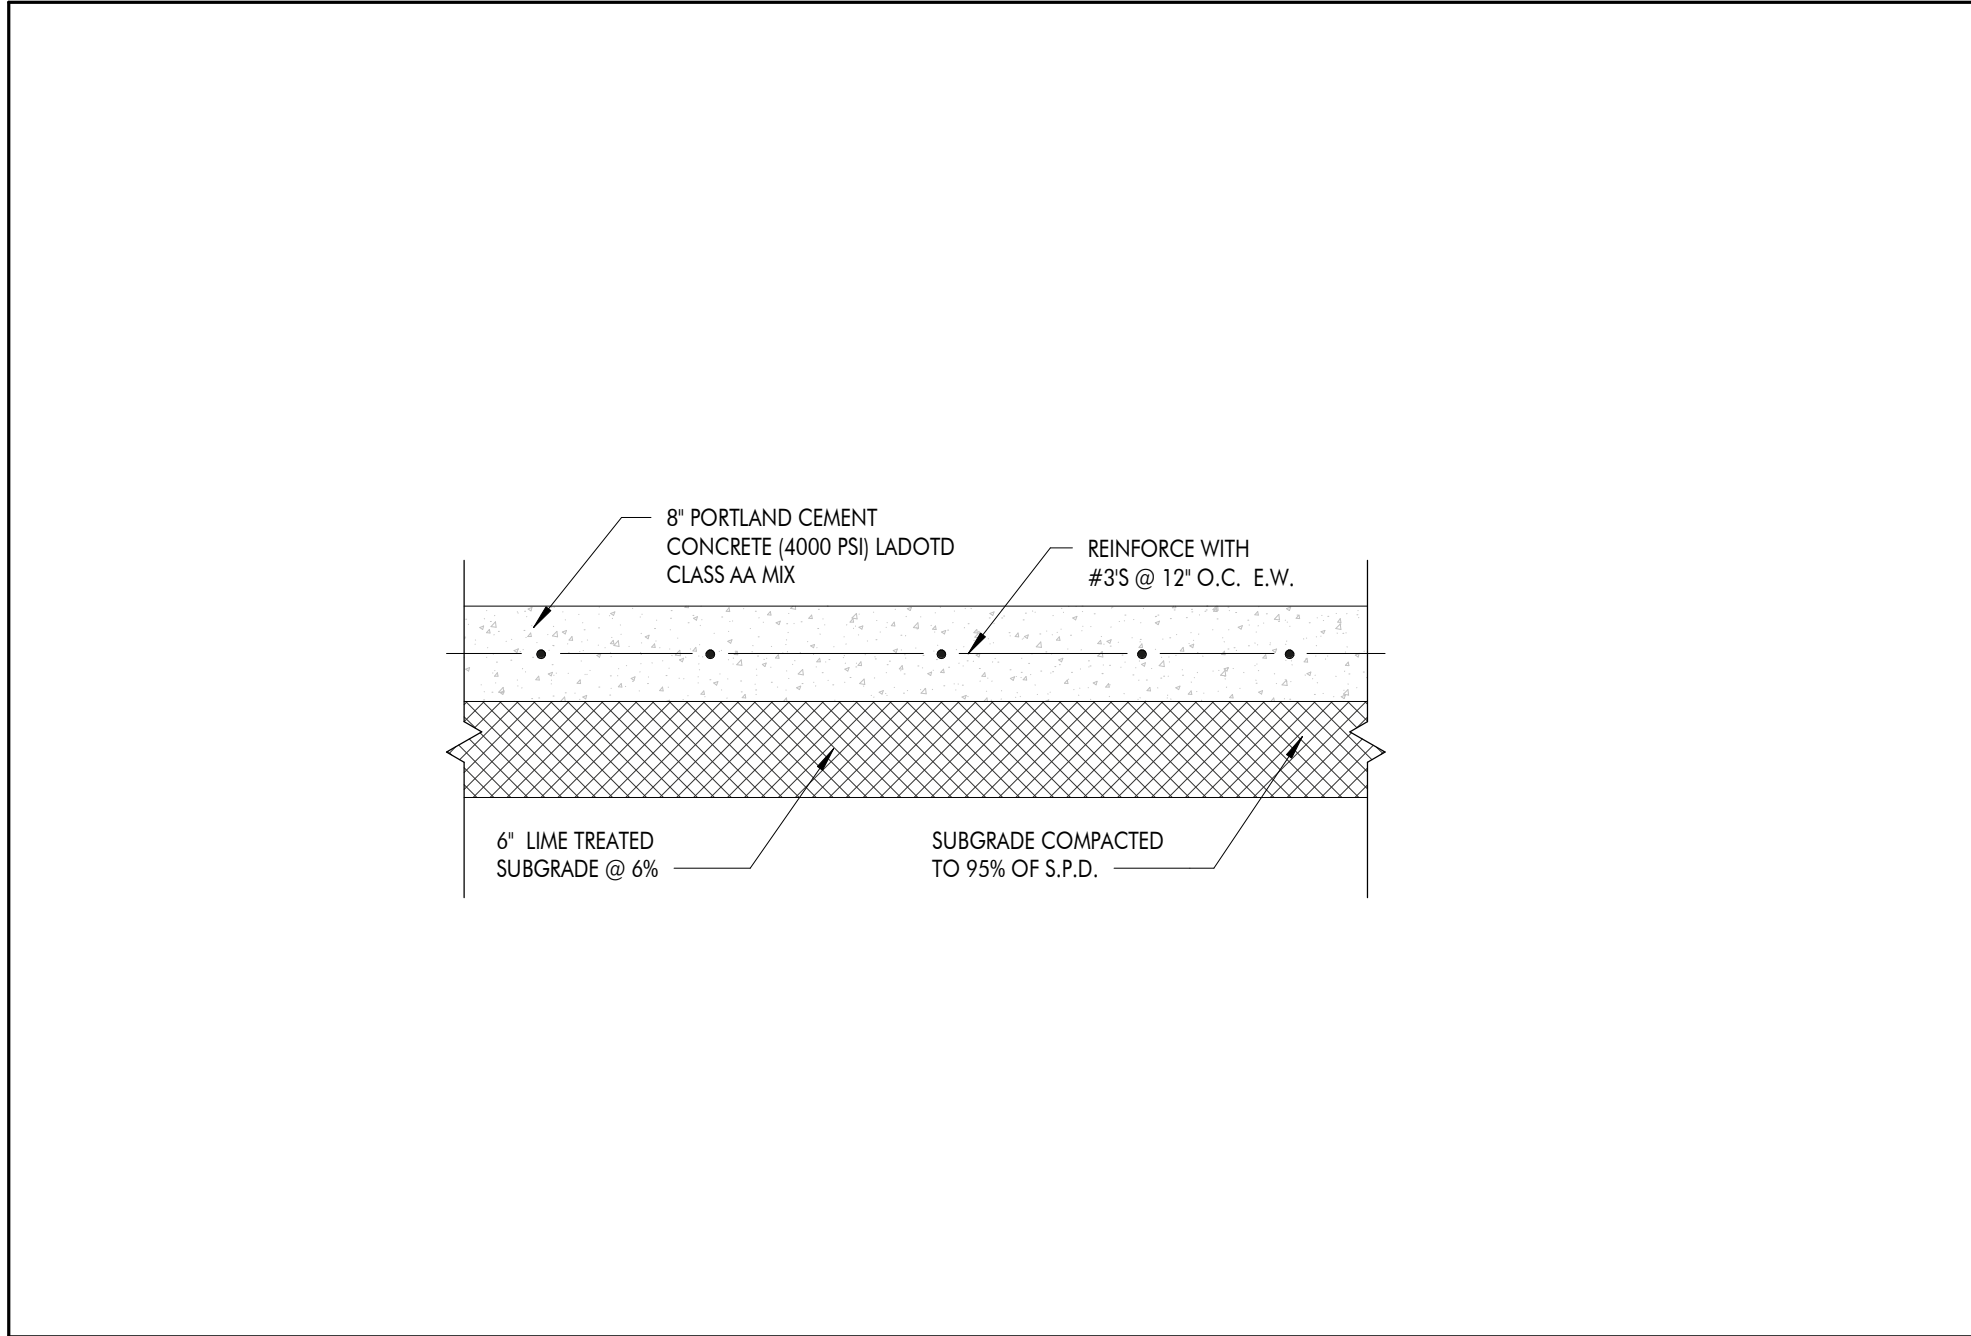 8" PORTLAND CEMENT
CONCRETE (4000 PSI) LADOTD
CLASS AA MIX
REINFORCE WITH
#3'S @ 12" O.C. E.W.
6" LIME TREATED
SUBGRADE @ 6%
SUBGRADE COMPACTED
TO 95% OF S.P.D.